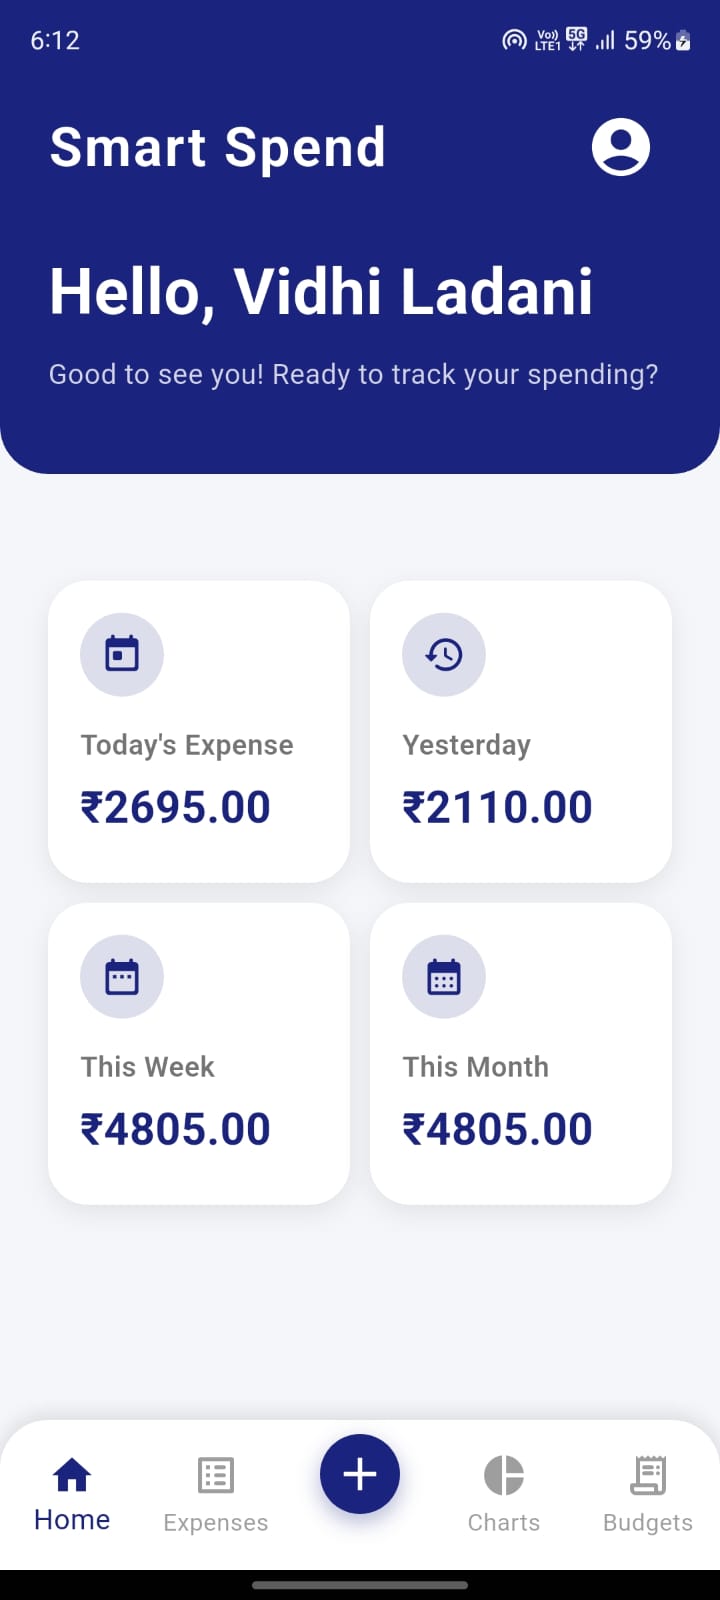 6:12 Vo)) LTE1 5G 59%
Smart Spend
Hello, Vidhi Ladani
Good to see you! Ready to track your spending?
Today's Expense
₹2695.00
Yesterday
₹2110.00
This Week
₹4805.00
This Month
₹4805.00
Home Expenses Charts Budgets